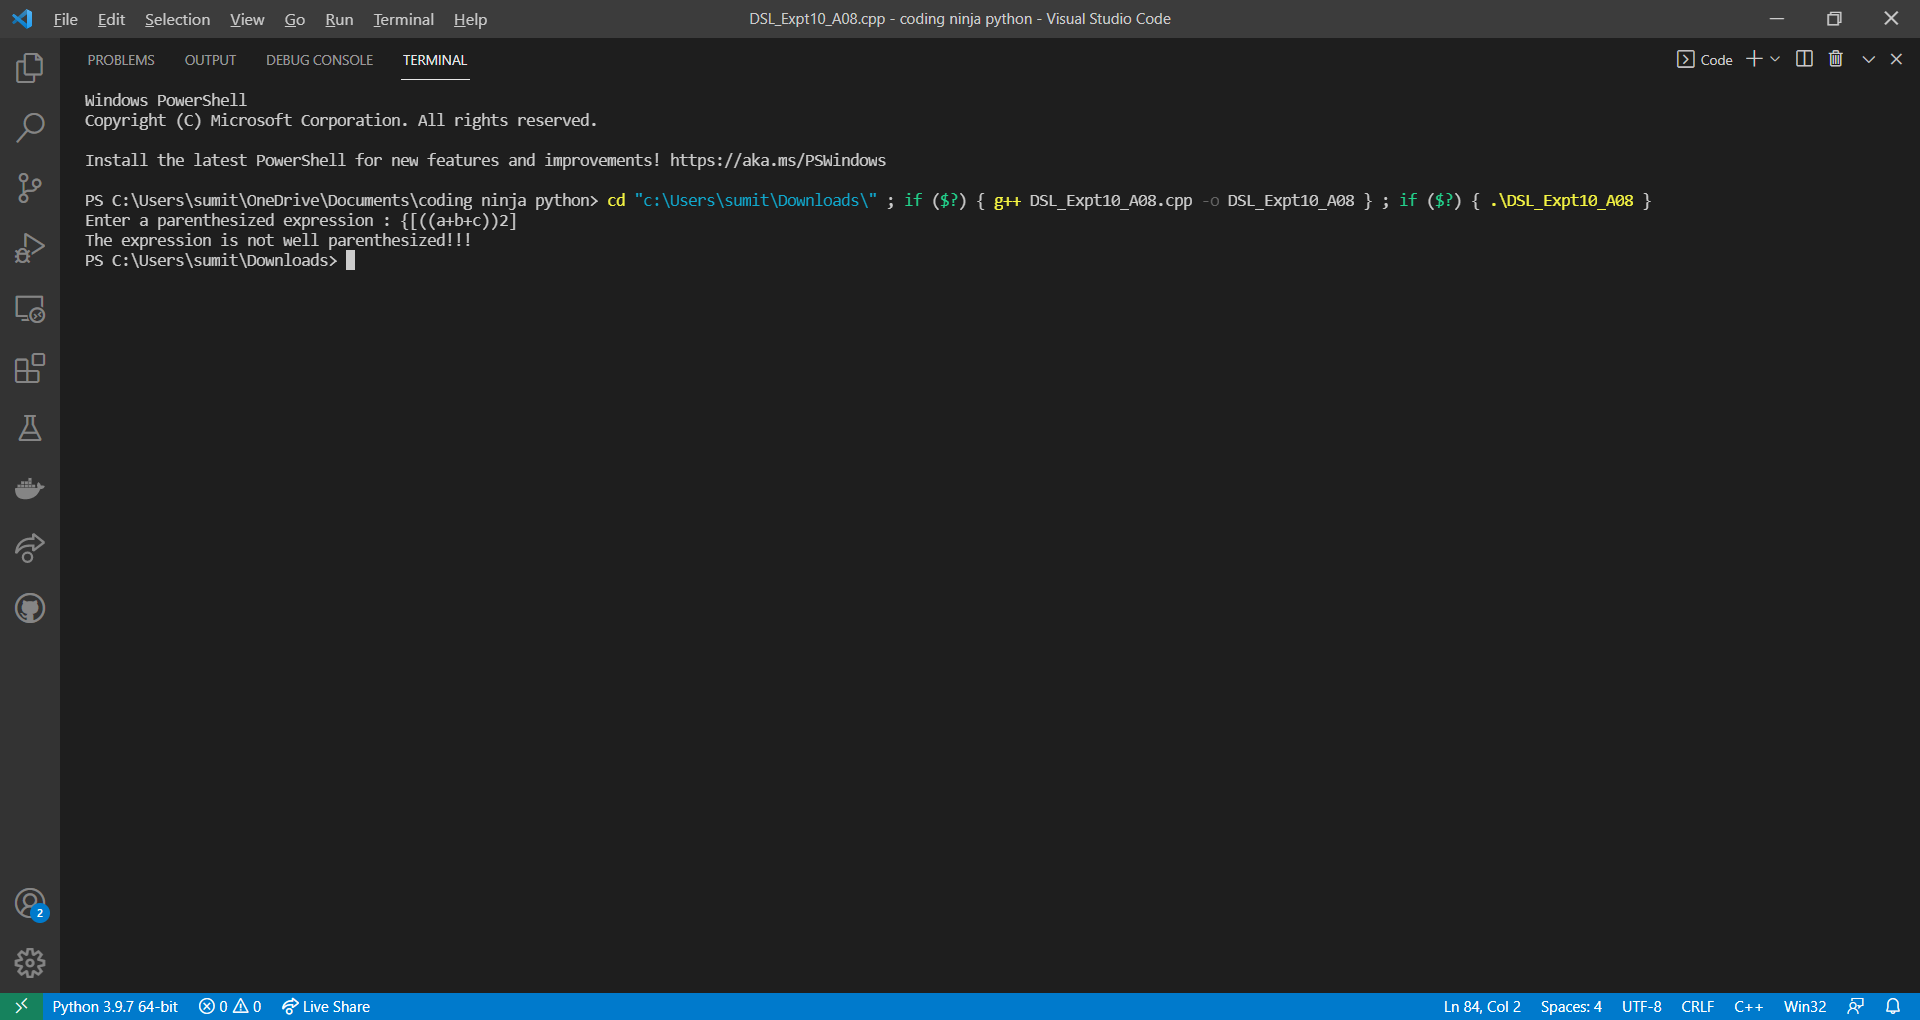 File Edit Selection View Go Run Terminal Help DSL_Expt10_A08.cpp - coding ninja python - Visual Studio Code
PROBLEMS OUTPUT DEBUG CONSOLE TERMINAL Code
Windows PowerShell
Copyright (C) Microsoft Corporation. All rights reserved.
Install the latest PowerShell for new features and improvements! https://aka.ms/PSWindows
PS C:\Users\sumit\OneDrive\Documents\coding ninja python> cd "c:\Users\sumit\Downloads\" ; if ($?) { g++ DSL_Expt10_A08.cpp -o DSL_Expt10_A08 } ; if ($?) { .\DSL_Expt10_A08 }
Enter a parenthesized expression : {[((a+b+c))2]
The expression is not well parenthesized!!!
PS C:\Users\sumit\Downloads>
2
Python 3.9.7 64-bit 0 0 Live Share Ln 84, Col 2 Spaces: 4 UTF-8 CRLF C++ Win32